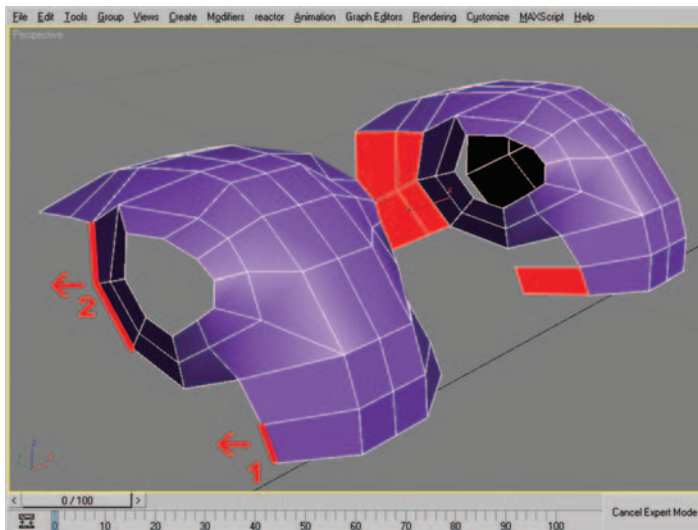 File Edit Tools Group Views Create Modifiers reactor Animation Graph Editors Rendering Customize MAXScript Help
Perspective
2
1
z
< 0 / 100 >
0 10 20 30 40 50 60 70 80 90 100
Cancel Expert Mode